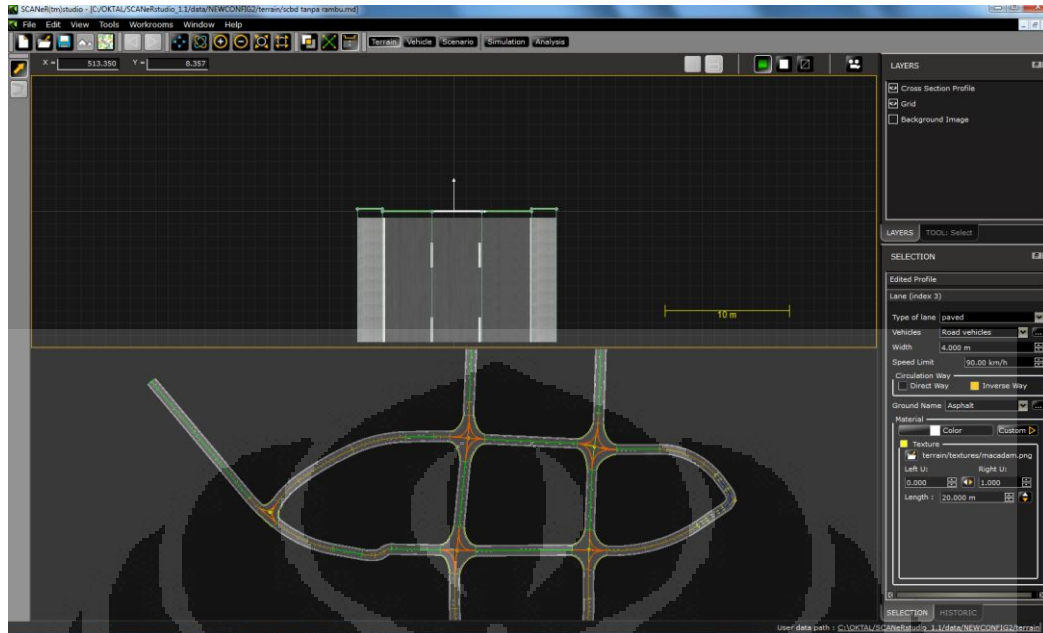 SCANeR(tm)studio - [C:/OKTAL/SCANeRstudio_1.1/data/NEWCONFIG2/terrain/scbd tanpa rambu.md]
File Edit View Tools Workrooms Window Help
Terrain Vehicle Scenario Simulation Analysis
X = 513.350 Y = 8.357
10 m
LAYERS
Cross Section Profile
Grid
Background Image
LAYERS TOOL: Select
SELECTION
Edited Profile
Lane (index 3)
Type of lane paved
Vehicles Road vehicles
Width 4.000 m
Speed Limit 90.00 km/h
Circulation Way
Direct Way Inverse Way
Ground Name Asphalt
Material
Color Custom
Texture
terrain/textures/macadam.png
Left U: Right U:
0.000 1.000
Length : 20.000 m
SELECTION HISTORIC
User data path : C:\OKTAL/SCANeRstudio_1.1/data/NEWCONFIG2/terrain